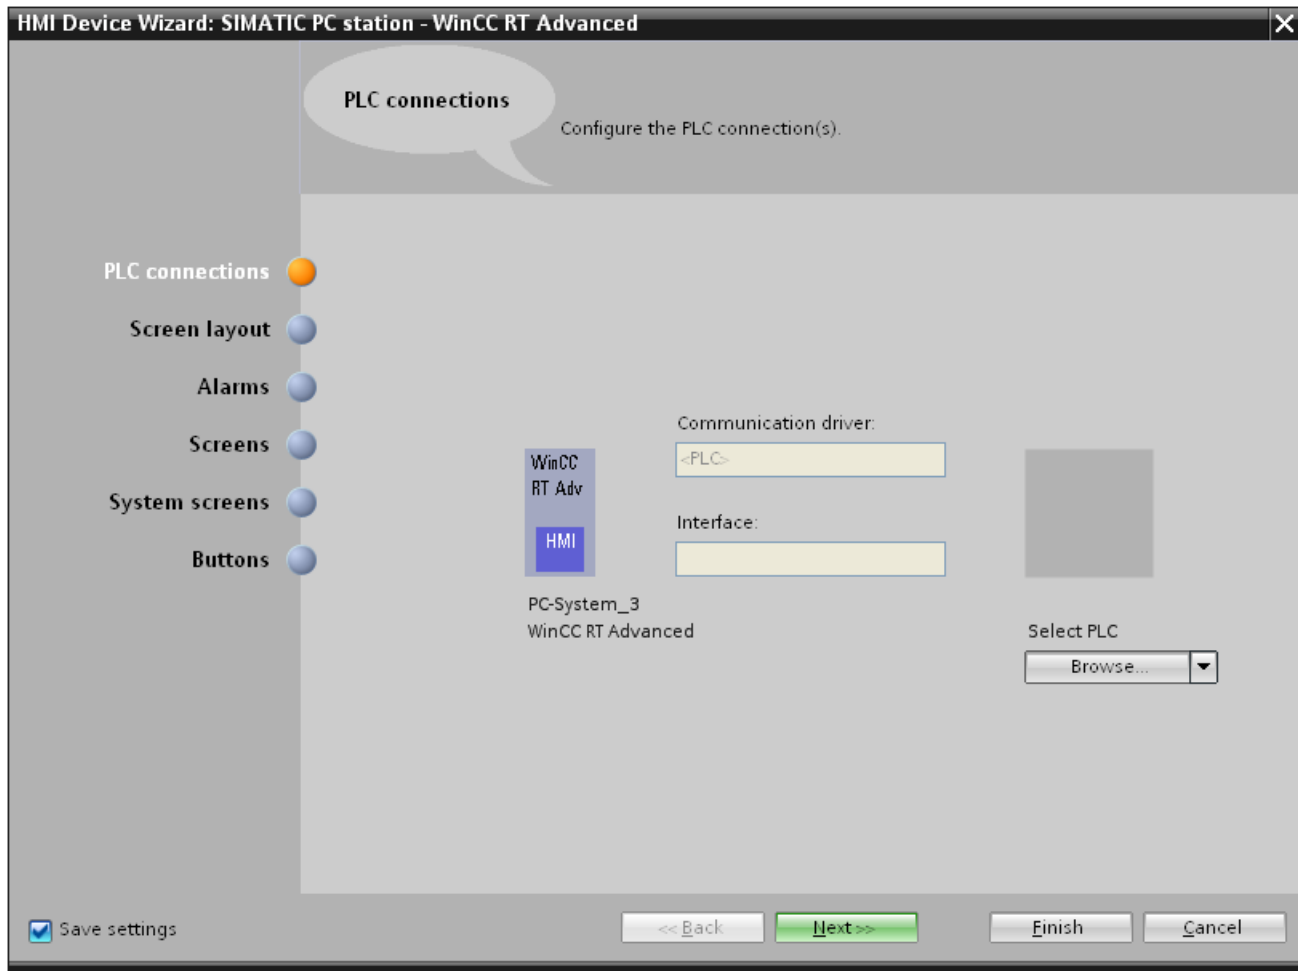 HMI Device Wizard: SIMATIC PC station - WinCC RT Advanced
PLC connections
Configure the PLC connection(s).
PLC connections
Screen layout
Alarms
Screens
System screens
Buttons
WinCC
RT Adv
HMI
PC-System_3
WinCC RT Advanced
Communication driver:
<PLC>
Interface:
Select PLC
Browse...
Save settings
<< Back
Next >>
Finish
Cancel